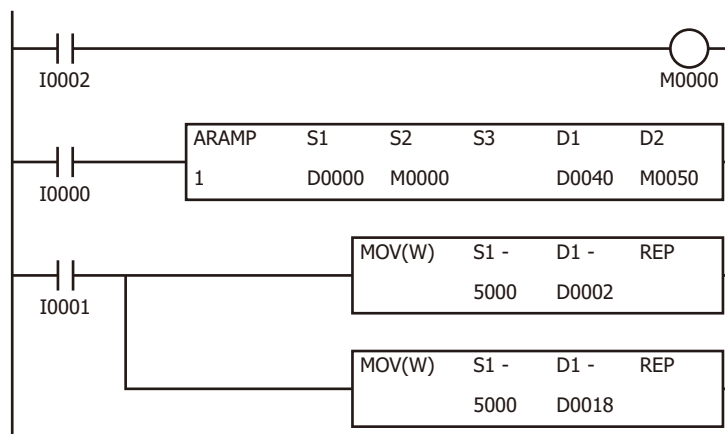 I0002
M0000
ARAMP S1 S2 S3 D1 D2
1 D0000 M0000 D0040 M0050
I0000
MOV(W) S1 - D1 - REP
5000 D0002
I0001
MOV(W) S1 - D1 - REP
5000 D0018